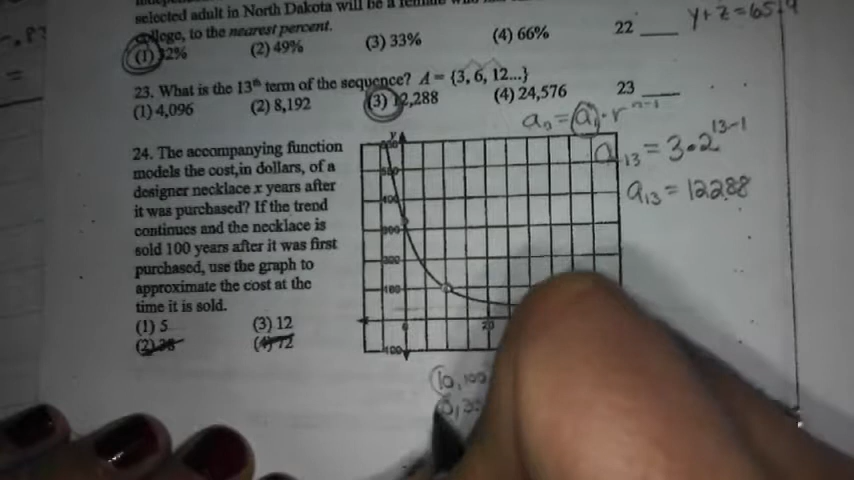 selected adult in North Dakota will be a
college, to the nearest percent.
(1) 32% (2) 49% (3) 33% (4) 66% 22
23. What is the 13th term of the sequence? A = {3, 6, 12...}
(1) 4,096 (2) 8,192 (3) 12,288 (4) 24,576 23
aₙ = a₁ · rⁿ⁻¹
a₁₃ = 3 · 2¹³⁻¹
a₁₃ = 12288
24. The accompanying function
models the cost, in dollars, of a
designer necklace x years after
it was purchased? If the trend
continues and the necklace is
sold 100 years after it was first
purchased, use the graph to
approximate the cost at the
time it is sold.
(1) 5 (3) 12
(2) 38 (4) 72
y
400
300
200
100
0 20
-100
(10, 100